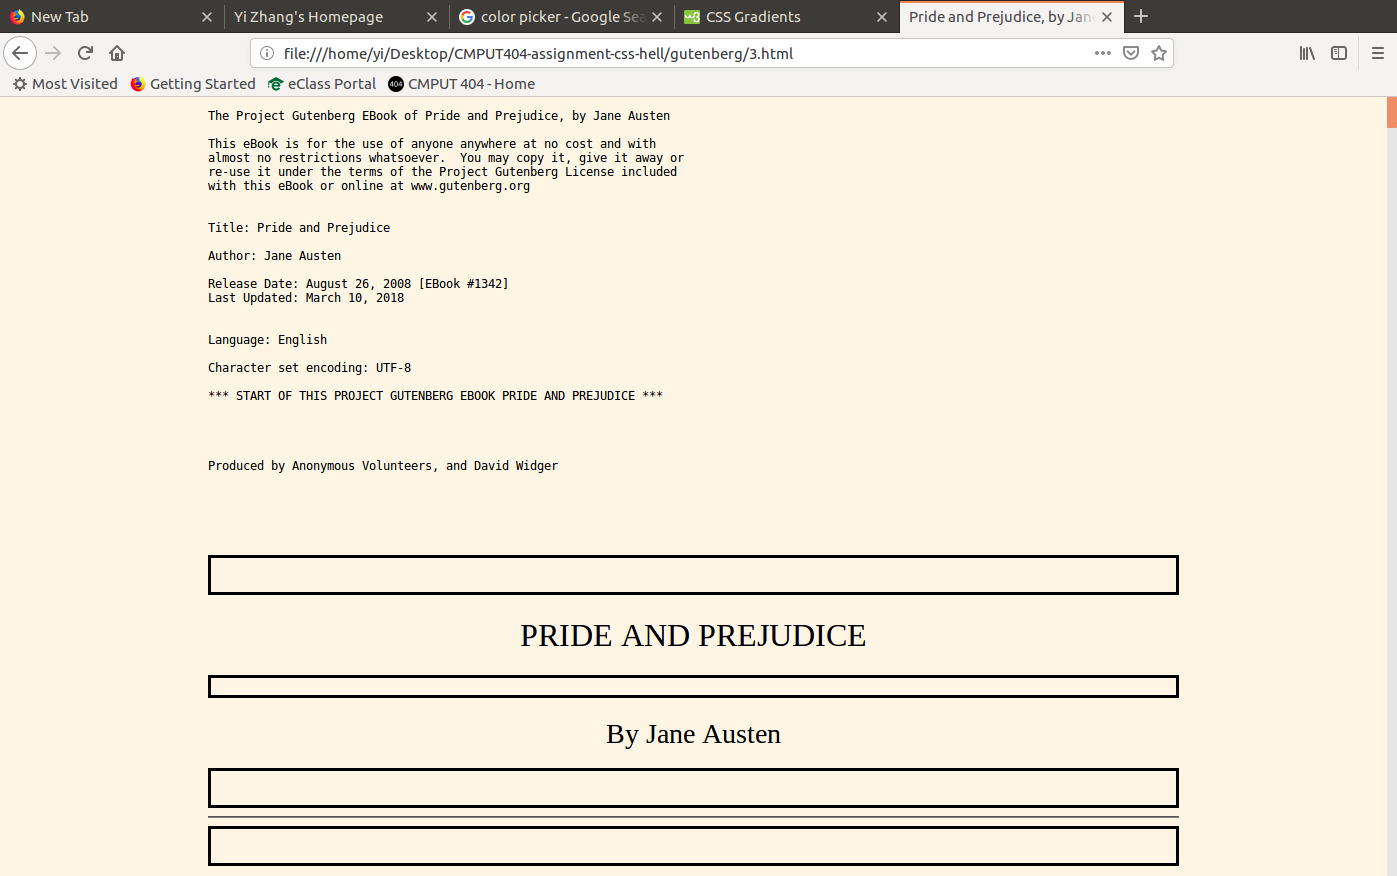 New Tab
Yi Zhang's Homepage
color picker - Google Sea
CSS Gradients
Pride and Prejudice, by Jan
file:///home/yi/Desktop/CMPUT404-assignment-css-hell/gutenberg/3.html
Most Visited
Getting Started
eClass Portal
404
CMPUT 404 - Home
The Project Gutenberg EBook of Pride and Prejudice, by Jane Austen
This eBook is for the use of anyone anywhere at no cost and with
almost no restrictions whatsoever.  You may copy it, give it away or
re-use it under the terms of the Project Gutenberg License included
with this eBook or online at www.gutenberg.org
Title: Pride and Prejudice
Author: Jane Austen
Release Date: August 26, 2008 [EBook #1342]
Last Updated: March 10, 2018
Language: English
Character set encoding: UTF-8
*** START OF THIS PROJECT GUTENBERG EBOOK PRIDE AND PREJUDICE ***
Produced by Anonymous Volunteers, and David Widger
PRIDE AND PREJUDICE
By Jane Austen